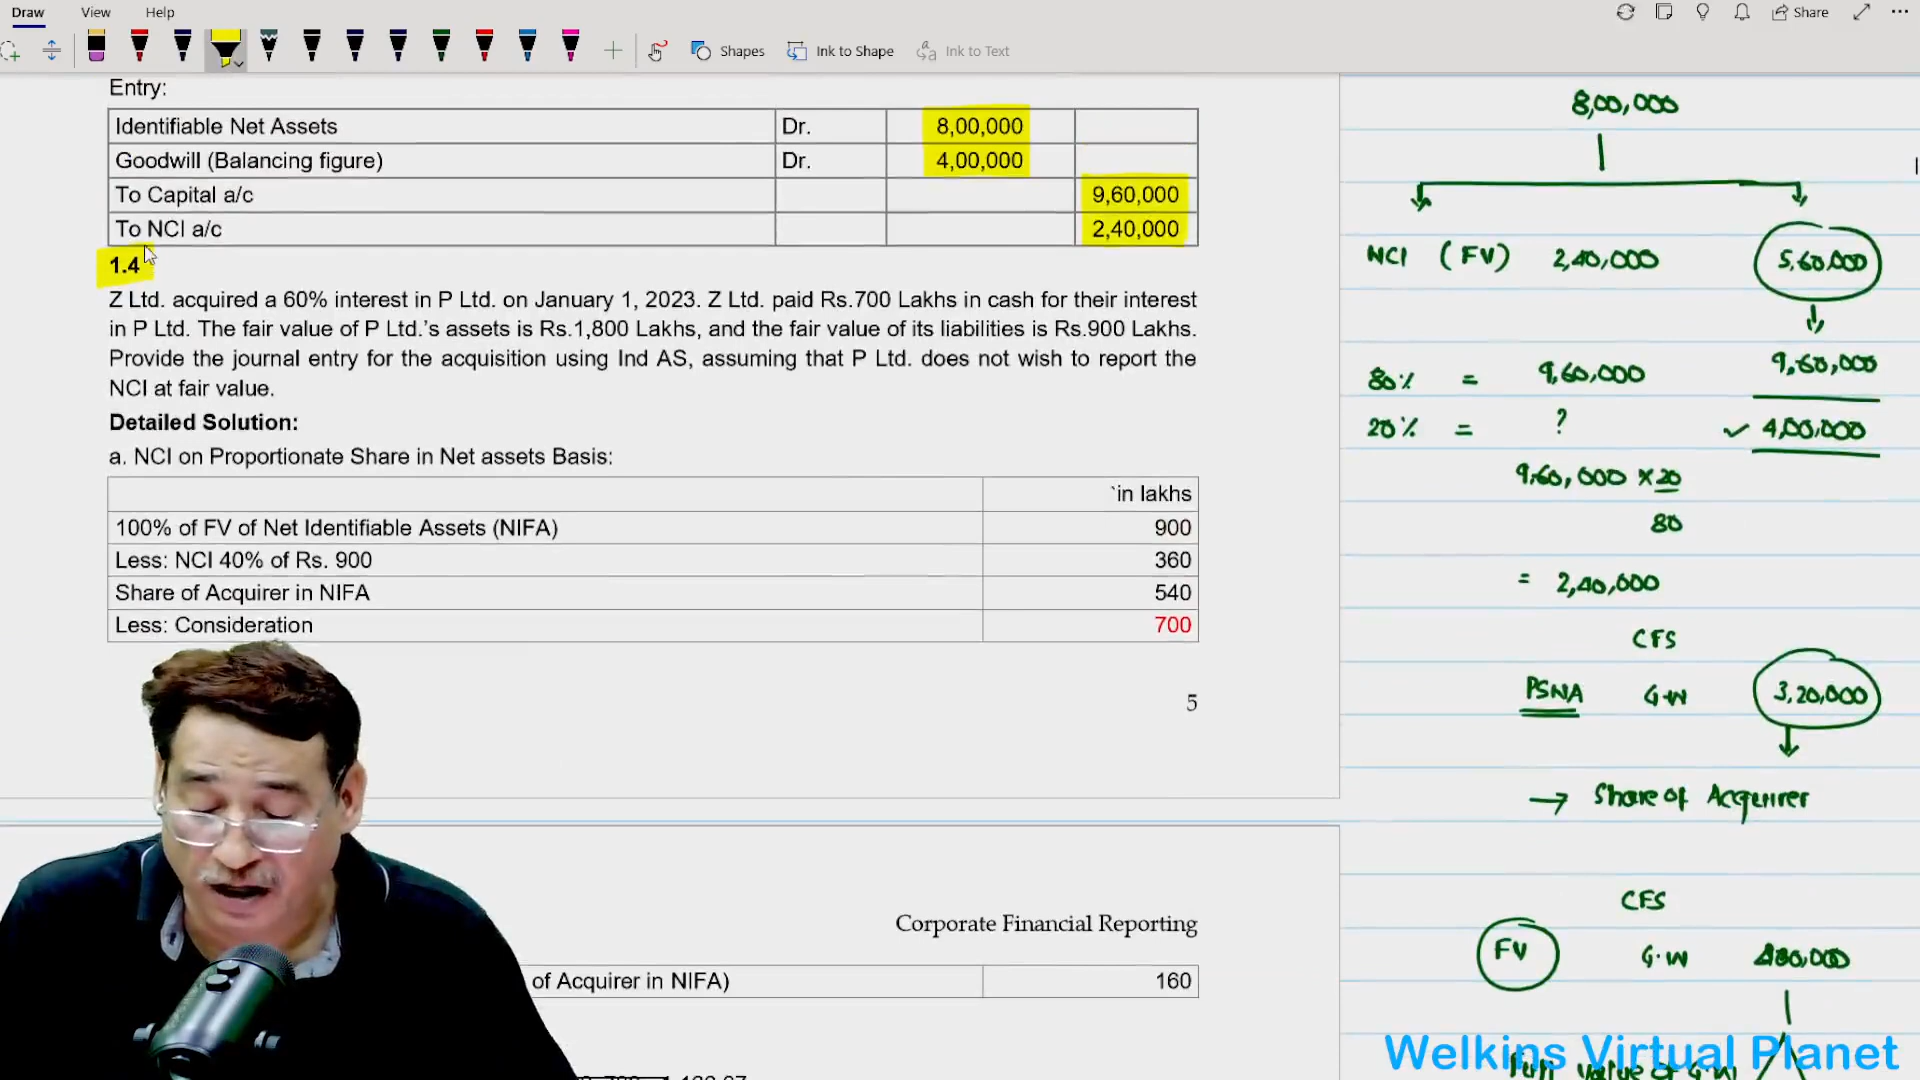 Draw View Help Share
Shapes Ink to Shape Ink to Text
Entry:
Identifiable Net Assets Dr. 8,00,000
Goodwill (Balancing figure) Dr. 4,00,000
To Capital a/c 9,60,000
To NCI a/c 2,40,000
1.4
Z Ltd. acquired a 60% interest in P Ltd. on January 1, 2023. Z Ltd. paid Rs.700 Lakhs in cash for their interest
in P Ltd. The fair value of P Ltd.'s assets is Rs.1,800 Lakhs, and the fair value of its liabilities is Rs.900 Lakhs.
Provide the journal entry for the acquisition using Ind AS, assuming that P Ltd. does not wish to report the
NCI at fair value.
Detailed Solution:
a. NCI on Proportionate Share in Net assets Basis:
`in lakhs
100% of FV of Net Identifiable Assets (NIFA) 900
Less: NCI 40% of Rs. 900 360
Share of Acquirer in NIFA 540
Less: Consideration 700
5
Corporate Financial Reporting
of Acquirer in NIFA) 160
8,00,000
NCI (FV) 2,40,000 5,60,000
80% = 9,60,000 9,60,000
20% = ? 4,00,000
9,60,000 × 20
80
= 2,40,000
CFS
PSNA G.W 3,20,000
→ Share of Acquirer
CFS
FV G.W
Welkins Virtual Planet